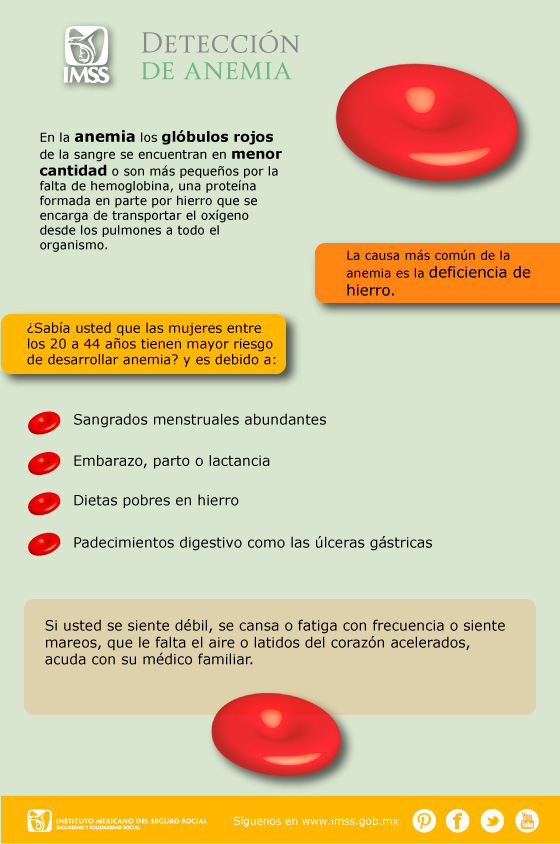 IMSS
DETECCIÓN
DE ANEMIA
En la anemia los glóbulos rojos
de la sangre se encuentran en menor
cantidad o son más pequeños por la
falta de hemoglobina, una proteína
formada en parte por hierro que se
encarga de transportar el oxígeno
desde los pulmones a todo el
organismo.
La causa más común de la
anemia es la deficiencia de
hierro.
¿Sabía usted que las mujeres entre
los 20 a 44 años tienen mayor riesgo
de desarrollar anemia? y es debido a:
Sangrados menstruales abundantes
Embarazo, parto o lactancia
Dietas pobres en hierro
Padecimientos digestivo como las úlceras gástricas
Si usted se siente débil, se cansa o fatiga con frecuencia o siente
mareos, que le falta el aire o latidos del corazón acelerados,
acuda con su médico familiar.
INSTITUTO MEXICANO DEL SEGURO SOCIAL
SEGURIDAD Y SOLIDARIDAD SOCIAL
Síguenos en www.imss.gob.mx
You
Tube